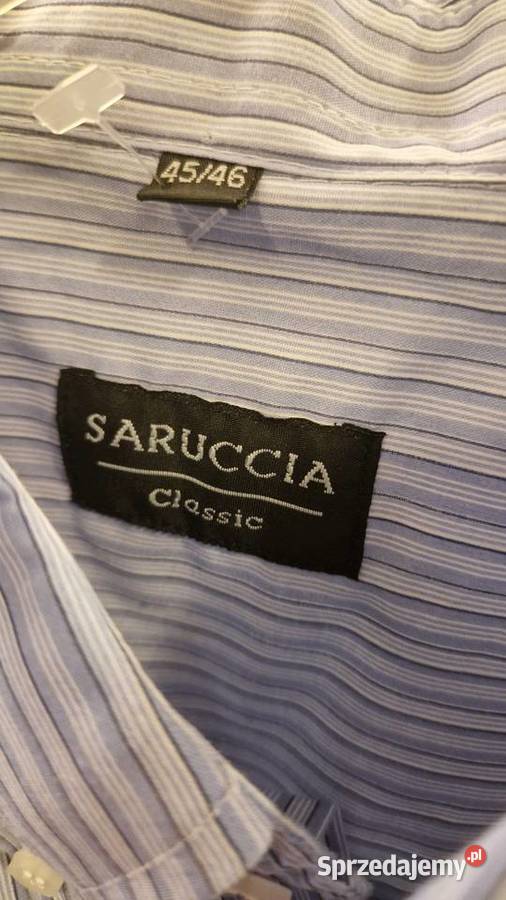 45/46
SARUCCIA
Classic
Sprzedajemy.pl